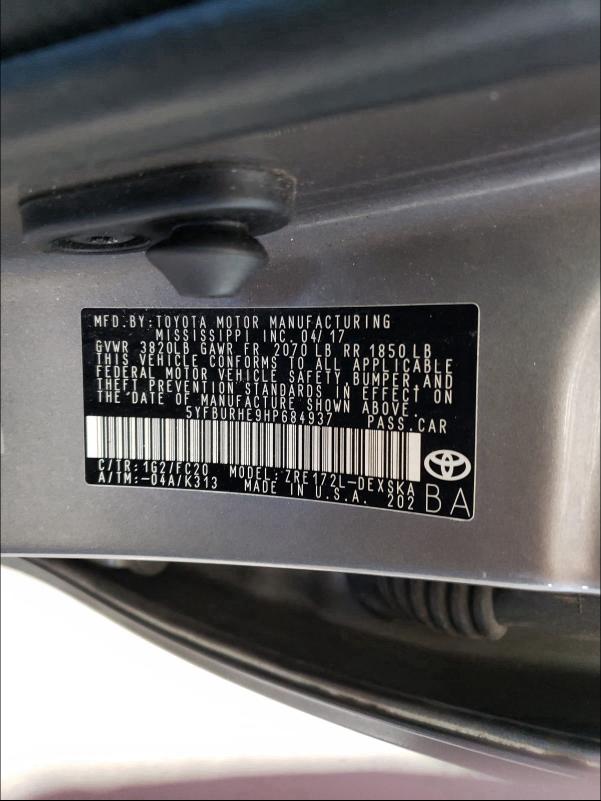 MFD.BY:TOYOTA MOTOR MANUFACTURING
MISSISSIPPI INC. 04/17
GVWR 3820LB GAWR FR 2070 LB RR 1850 LB
THIS VEHICLE CONFORMS TO ALL APPLICABLE
FEDERAL MOTOR VEHICLE SAFETY, BUMPER, AND
THEFT PREVENTION STANDARDS IN EFFECT ON
THE DATE OF MANUFACTURE SHOWN ABOVE.
5YFBURHE9HP684937 PASS.CAR
C/TR:1G2/FC20 MODEL:ZRE172L-DEXSKA
A/TM:-04A/K313 MADE IN U.S.A. 202 BA